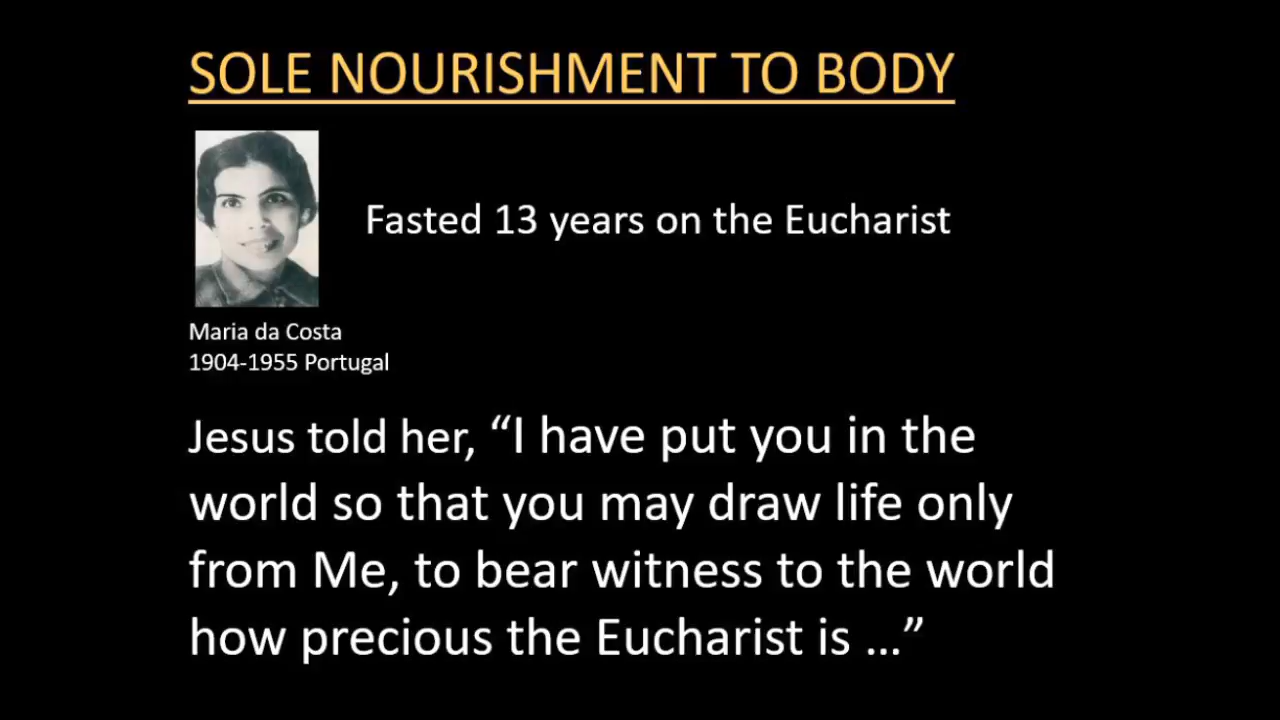 SOLE NOURISHMENT TO BODY
Fasted 13 years on the Eucharist
Maria da Costa
1904-1955 Portugal
Jesus told her, “I have put you in the
world so that you may draw life only
from Me, to bear witness to the world
how precious the Eucharist is ...”